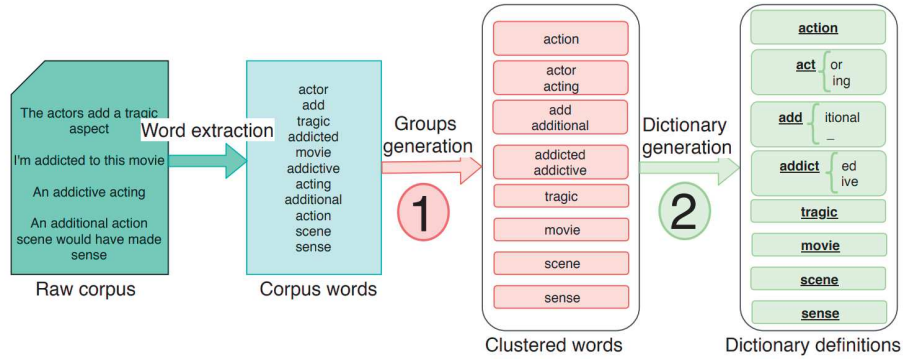 The actors add a tragic
aspect
I'm addicted to this movie
An addictive acting
An additional action
scene would have made
sense
Raw corpus
Word extraction
actor
add
tragic
addicted
movie
addictive
acting
additional
action
scene
sense
Corpus words
Groups
generation
1
action
actor
acting
add
additional
addicted
addictive
tragic
movie
scene
sense
Clustered words
Dictionary
generation
2
action
act { or
ing
add { itional
_
addict { ed
ive
tragic
movie
scene
sense
Dictionary definitions